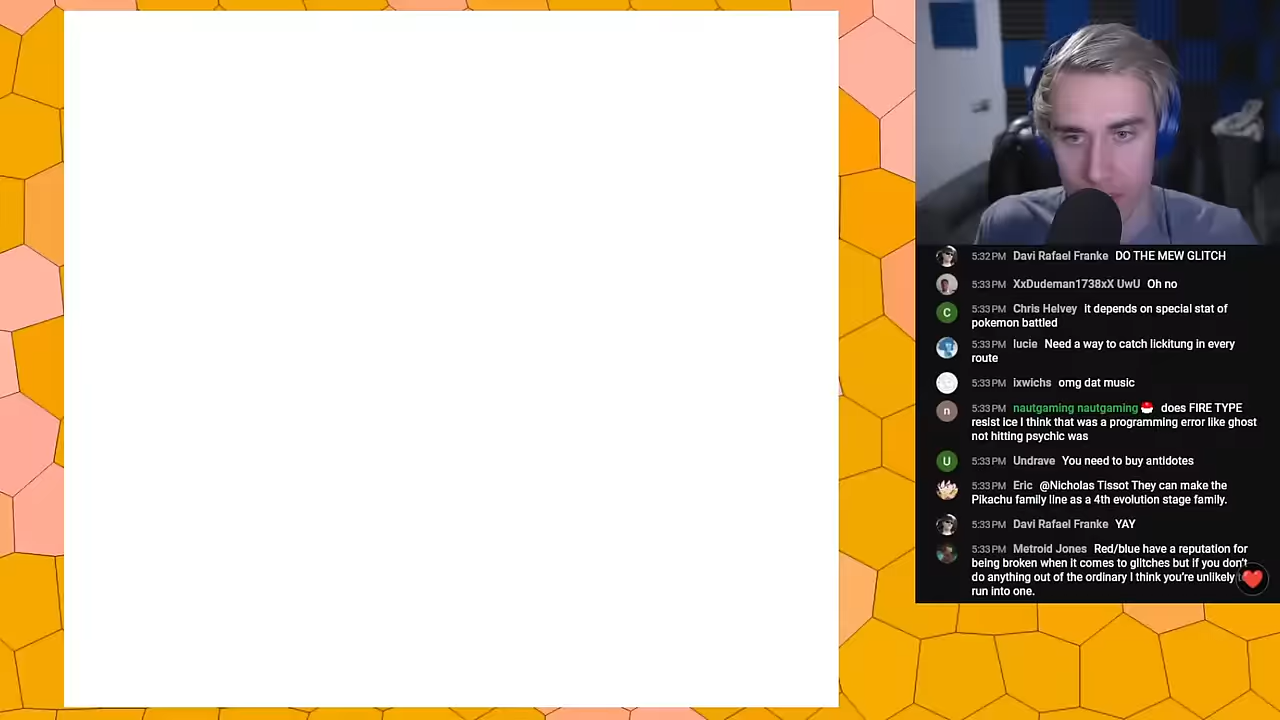 5:32 PM Davi Rafael Franke DO THE MEW GLITCH
5:33 PM XxDudeman1738xX UwU Oh no
C 5:33 PM Chris Helvey it depends on special stat of
pokemon battled
5:33 PM lucie Need a way to catch lickitung in every
route
5:33 PM ixwichs omg dat music
n 5:33 PM nautgaming nautgaming does FIRE TYPE
resist ice I think that was a programming error like ghost
not hitting psychic was
U 5:33 PM Undrave You need to buy antidotes
5:33 PM Eric @Nicholas Tissot They can make the
Pikachu family line as a 4th evolution stage family.
5:33 PM Davi Rafael Franke YAY
5:33 PM Metroid Jones Red/blue have a reputation for
being broken when it comes to glitches but if you don't
do anything out of the ordinary I think you're unlikely
run into one.